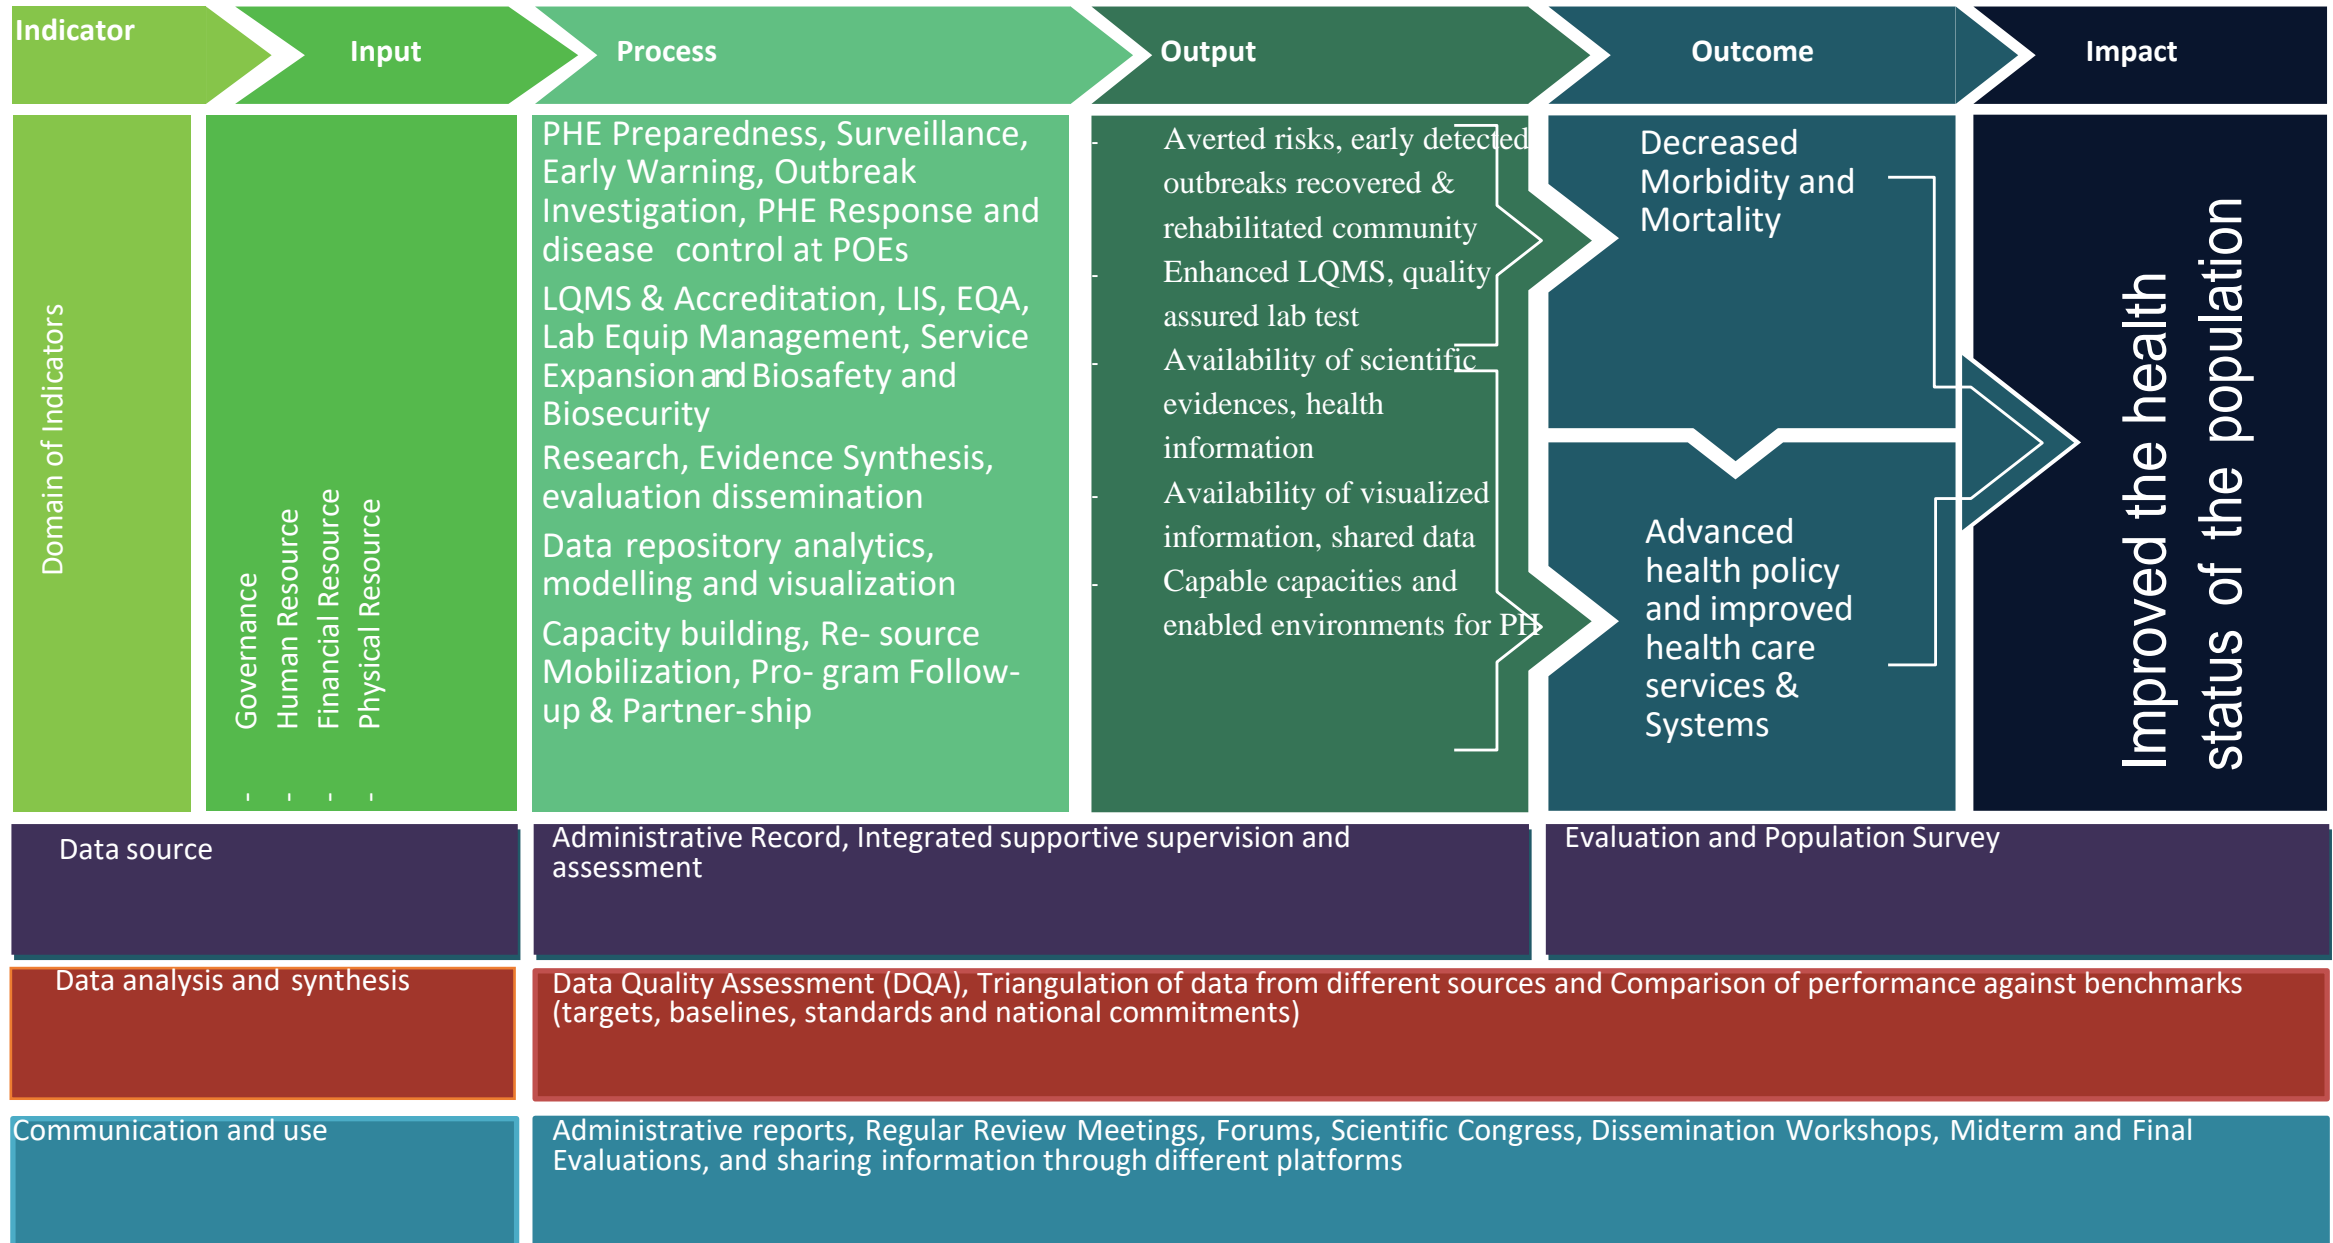 Indicator
Input
Process
Output
Outcome
Impact
Domain of Indicators
- Governance
- Human Resource
- Financial Resource
- Physical Resource
PHE Preparedness, Surveillance,
Early Warning, Outbreak
Investigation, PHE Response and
disease control at POEs
LQMS & Accreditation, LIS, EQA,
Lab Equip Management, Service
Expansion and Biosafety and
Biosecurity
Research, Evidence Synthesis,
evaluation dissemination
Data repository analytics,
modelling and visualization
Capacity building, Re- source
Mobilization, Pro- gram Follow-
up & Partner-ship
- Averted risks, early detected
outbreaks recovered &
rehabilitated community
- Enhanced LQMS, quality
assured lab test
- Availability of scientific
evidences, health
information
- Availability of visualized
information, shared data
- Capable capacities and
enabled environments for PH
Decreased
Morbidity and
Mortality
Advanced
health policy
and improved
health care
services &
Systems
Improved the health
status of the population
Data source
Administrative Record, Integrated supportive supervision and
assessment
Evaluation and Population Survey
Data analysis and synthesis
Data Quality Assessment (DQA), Triangulation of data from different sources and Comparison of performance against benchmarks
(targets, baselines, standards and national commitments)
Communication and use
Administrative reports, Regular Review Meetings, Forums, Scientific Congress, Dissemination Workshops, Midterm and Final
Evaluations, and sharing information through different platforms